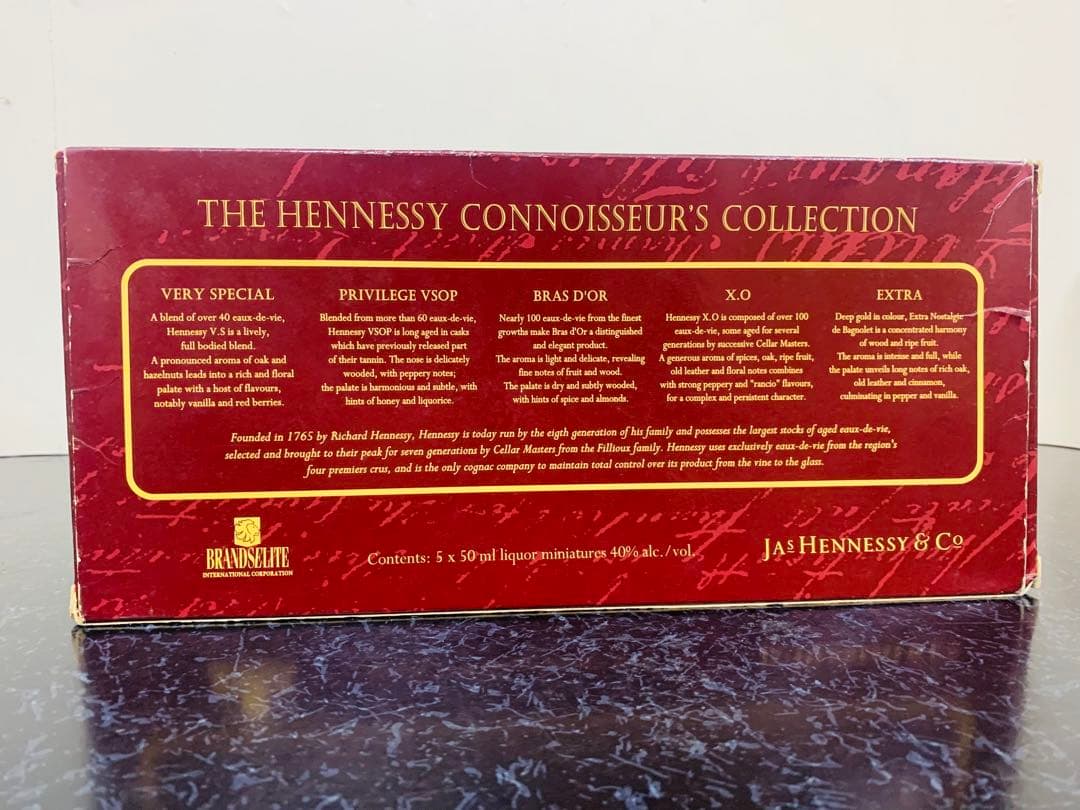 THE HENNESSY CONNOISSEUR'S COLLECTION
VERY SPECIAL
A blend of over 40 eaux-de-vie,
Hennessy V.S is a lively,
full bodied blend.
A pronounced aroma of oak and
hazelnuts leads into a rich and floral
palate with a host of flavours,
notably vanilla and red berries.
PRIVILEGE VSOP
Blended from more than 60 eaux-de-vie,
Hennessy VSOP is long aged in casks
which have previously released part
of their tannin. The nose is delicately
wooded, with peppery notes;
the palate is harmonious and subtle, with
hints of honey and liquorice.
BRAS D'OR
Nearly 100 eaux-de-vie from the finest
growths make Bras d'Or a distinguished
and elegant product.
The aroma is light and delicate, revealing
fine notes of fruit and wood.
The palate is dry and subtly wooded,
with hints of spice and almonds.
X.O
Hennessy X.O is composed of over 100
eaux-de-vie, some aged for several
generations by successive Cellar Masters.
A generous aroma of spices, oak, ripe fruit,
old leather and floral notes combines
with strong peppery and "rancio" flavours,
for a complex and persistent character.
EXTRA
Deep gold in colour, Extra Nostalgie
de Bagnolet is a concentrated harmony
of wood and ripe fruit.
The aroma is intense and full, while
the palate unveils long notes of rich oak,
old leather and cinnamon,
culminating in pepper and vanilla.
Founded in 1765 by Richard Hennessy, Hennessy is today run by the eigth generation of his family and possesses the largest stocks of aged eaux-de-vie,
selected and brought to their peak for seven generations by Cellar Masters from the Fillioux family. Hennessy uses exclusively eaux-de-vie from the region's
four premiers crus, and is the only cognac company to maintain total control over its product from the vine to the glass.
BRANDSELITE
INTERNATIONAL CORPORATION
Contents: 5 x 50 ml liquor miniatures 40% alc./vol.
JAS HENNESSY & CO